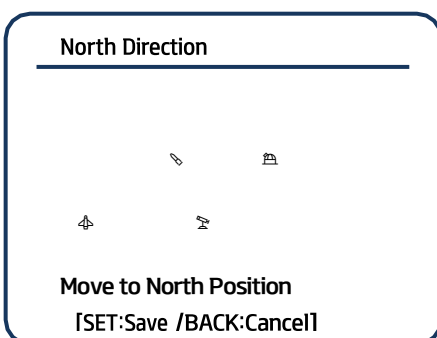 North Direction
Move to North Position
[SET:Save /BACK:Cancel]